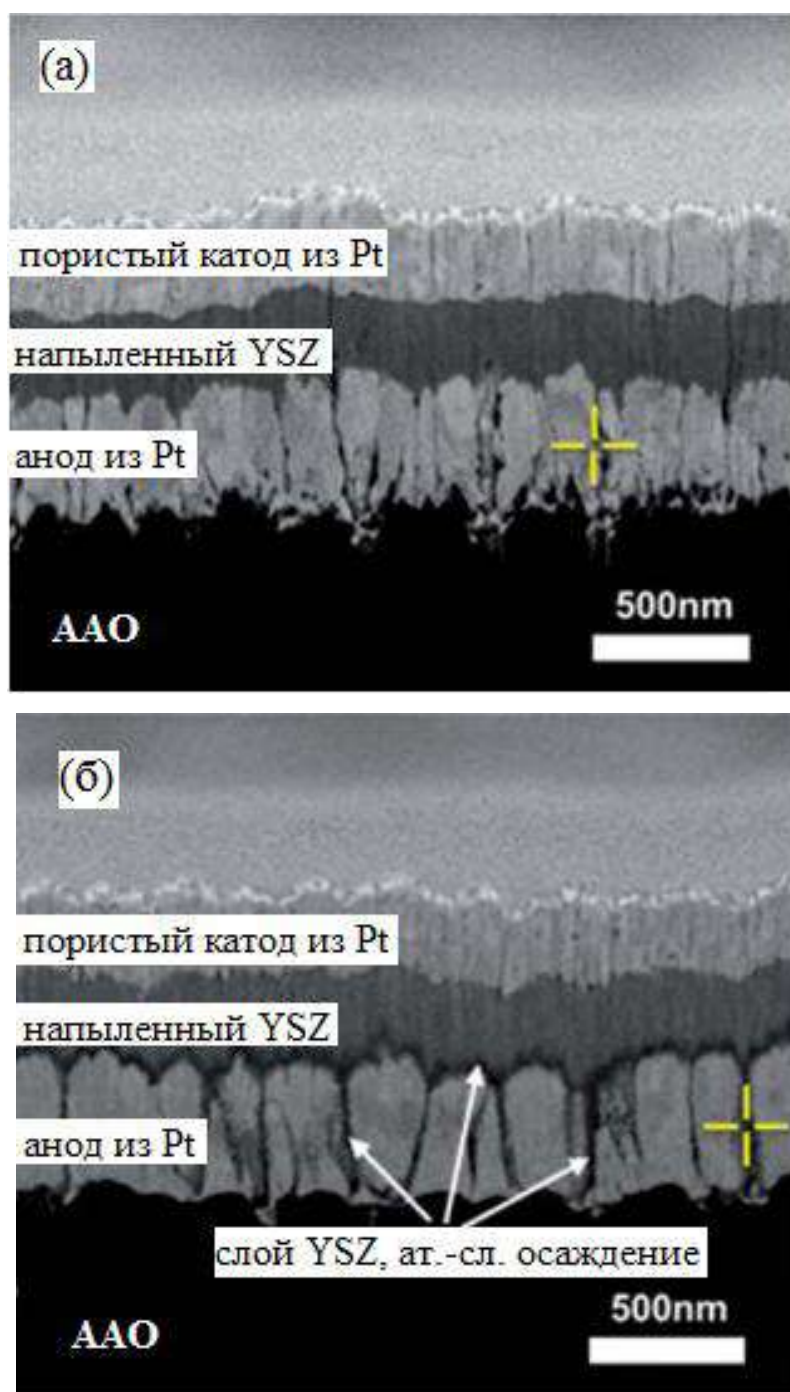 (а)
пористый катод из Pt
напыленный YSZ
анод из Pt
500nm
AAO
(б)
пористый катод из Pt
напыленный YSZ
анод из Pt
слой YSZ, ат.-сл. осаждение
500nm
AAO